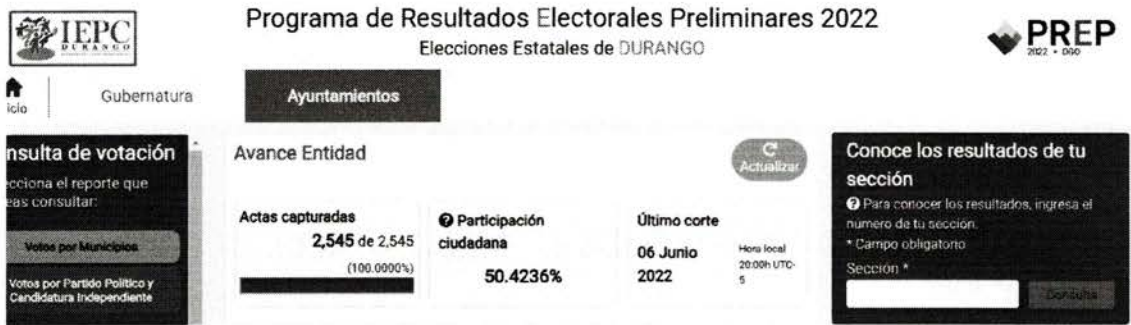 IEPC
DURANGO
Programa de Resultados Electorales Preliminares 2022
Elecciones Estatales de DURANGO
PREP
2022 • DGO
icio
Gubernatura
Ayuntamientos
nsulta de votación
ecciona el reporte que
eas consultar:
Votos por Municipios
Votos por Partido Político y
Candidatura Independiente
Avance Entidad
Actualizar
Actas capturadas
2,545 de 2,545
(100.0000%)
Participación
ciudadana
50.4236%
Último corte
06 Junio
2022
Hora local
20:00h UTC-
5
Conoce los resultados de tu
sección
Para conocer los resultados, ingresa el
número de tu sección.
* Campo obligatorio
Sección *
Consulta